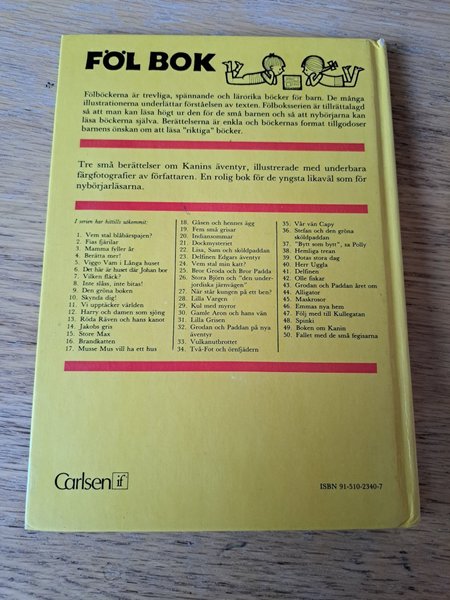 FÖL BOK
Fölböckerna är trevliga, spännande och lärorika böcker för barn. De många
illustrationerna underlättar förståelsen av texten. Fölboksserien är tillrättalagd
så att man kan läsa högt ur den för de små barnen och så att nybörjarna kan
läsa böckerna själva. Berättelserna är enkla och böckernas format tillgodoser
barnens önskan om att läsa "riktiga" böcker.
Tre små berättelser om Kanins äventyr, illustrerade med underbara
färgfotografier av författaren. En rolig bok för de yngsta likaväl som för
nybörjarläsarna.
I serien har hittills utkommit:
1. Vem stal blåbärspajen?
2. Fias fjärilar
3. Mamma fyller år
4. Berätta mer!
5. Viggo Vam i Långa huset
6. Det här är huset där Johan bor
7. Vilken fläck?
8. Inte slåss, inte bitas!
9. Den gröna boken
10. Skynda dig!
11. Vi upptäcker världen
12. Harry och damen som sjöng
13. Röda Räven och hans kanot
14. Jakobs gris
15. Store Max
16. Brandkatten
17. Musse Mus vill ha ett hus
18. Gåsen och hennes ägg
19. Fem små grisar
20. Indiansommar
21. Dockmysteriet
22. Lisa, Sam och sköldpaddan
23. Delfinen Edgars äventyr
24. Vem stal min katt?
25. Bror Groda och Bror Padda
26. Stora Björn och "den under-
jordiska järnvägen"
27. När står kungen på ett ben?
28. Lilla Vargen
29. Kul med myror
30. Gamle Aron och hans vän
31. Lilla Grisen
32. Grodan och Paddan på nya
äventyr
33. Vulkanutbrottet
34. Två-Fot och örnfjädern
35. Vår vän Capy
36. Stefan och den gröna
sköldpaddan
37. "Bytt som bytt", sa Polly
38. Hemliga trean
39. Ootas stora dag
40. Herr Uggla
41. Delfinen
42. Olle fiskar
43. Grodan och Paddan året om
44. Alligator
45. Maskrosor
46. Emmas nya hem
47. Följ med till Kullegatan
48. Spinki
49. Boken om Kanin
50. Fallet med de små fegisarna
Carlsen if
ISBN 91-510-2340-7